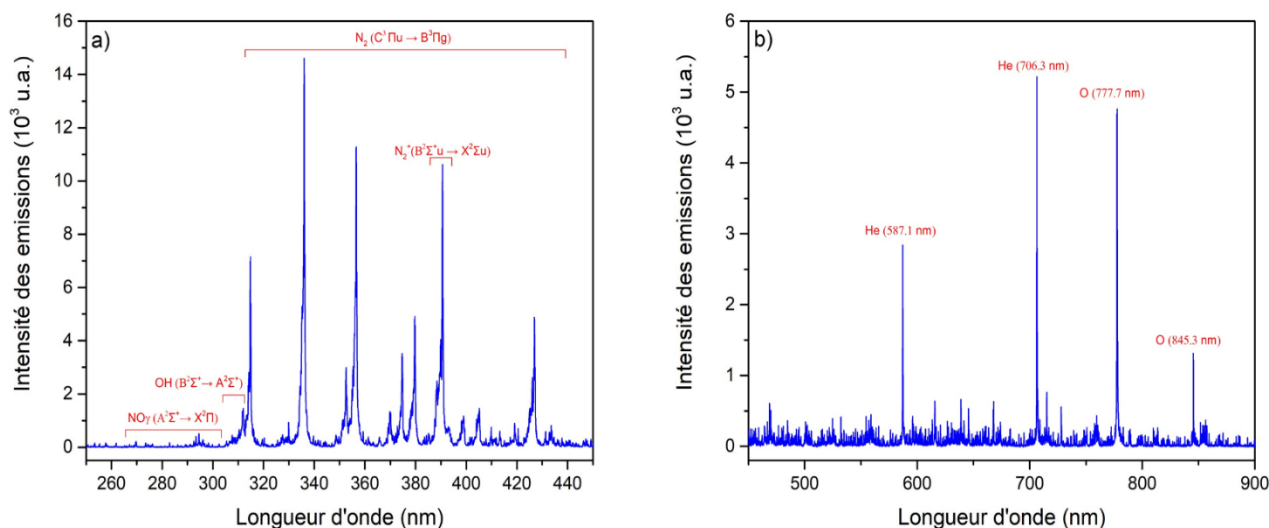 a)
N₂ (C³Πu → B³Πg)
N₂⁺(B²Σ⁺u → X²Σu)
OH (B²Σ⁺→ A²Σ⁺)
NOγ (A²Σ⁺→ X²Π)
Intensité des emissions (10³ u.a.)
16
14
12
10
8
6
4
2
0
260 280 300 320 340 360 380 400 420 440
Longueur d'onde (nm)
b)
He (706.3 nm)
O (777.7 nm)
He (587.1 nm)
O (845.3 nm)
Intensité des emissions (10³ u.a.)
6
5
4
3
2
1
0
500 600 700 800 900
Longueur d'onde (nm)